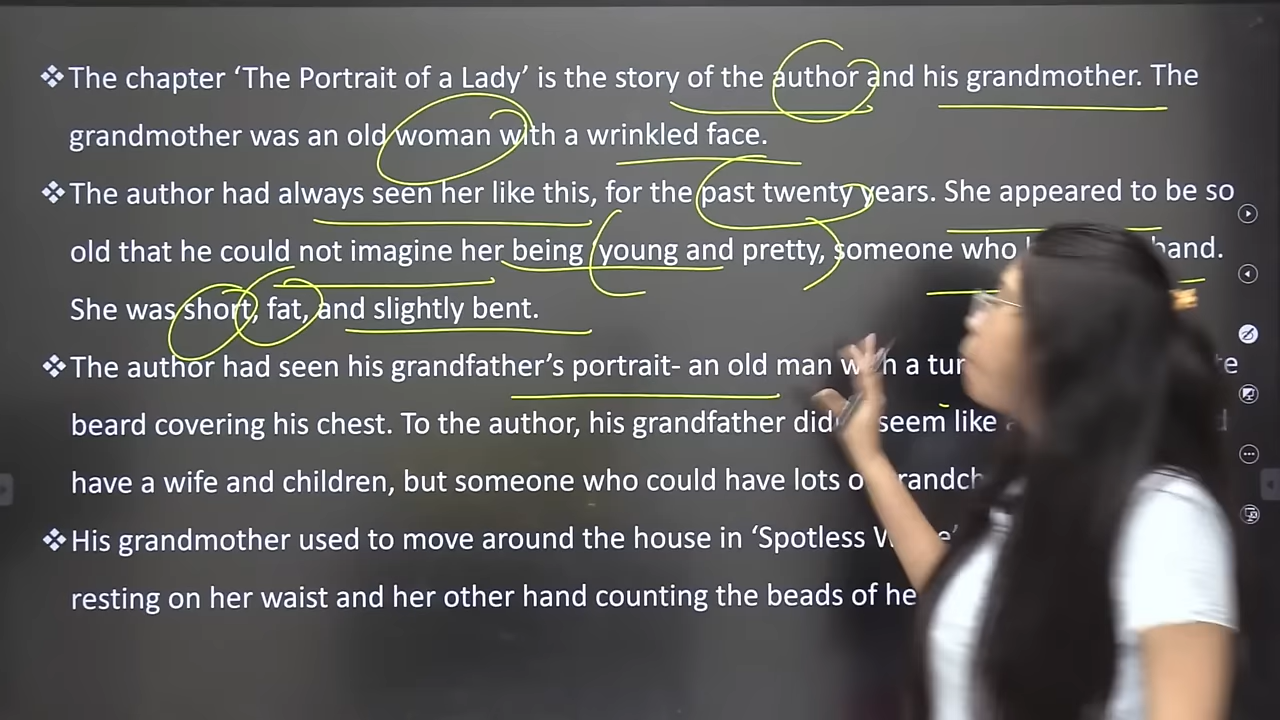 ❖The chapter ‘The Portrait of a Lady’ is the story of the author and his grandmother. The
grandmother was an old woman with a wrinkled face.
❖The author had always seen her like this, for the past twenty years. She appeared to be so
old that he could not imagine her being ‘young and pretty, someone who
She was short, fat, and slightly bent.
❖The author had seen his grandfather’s portrait- an old man with a
beard covering his chest. To the author, his grandfather seem like
have a wife and children, but someone who could have lots
❖His grandmother used to move around the house in ‘Spotless
resting on her waist and her other hand counting the beads of